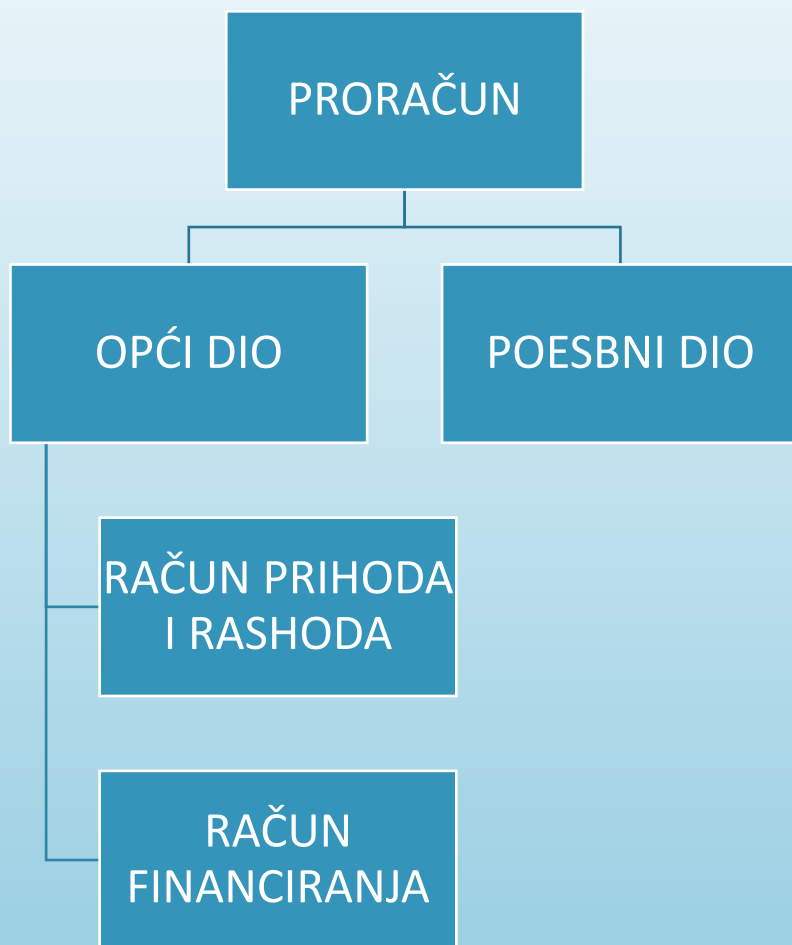 PRORAČUN
OPĆI DIO
POESBNI DIO
RAČUN PRIHODA
I RASHODA
RAČUN
FINANCIRANJA